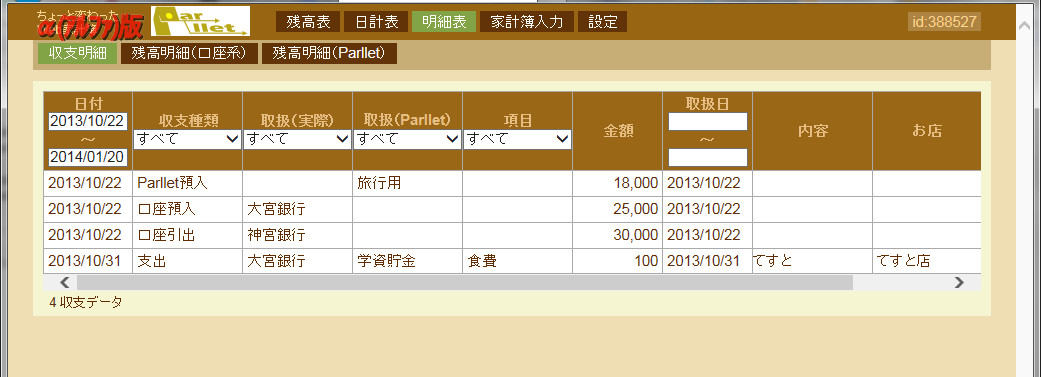 ちょっと変わった
α(アルファ)版
Parllet
残高表 日計表 明細表 家計簿入力 設定
id:388527
収支明細 残高明細(口座系) 残高明細(Parllet)
日付 収支種類 取扱(実際) 取扱(Parllet) 項目 金額 取扱日 内容 お店
2013/10/22 ～ 2014/01/20 すべて すべて すべて すべて ～
2013/10/22 Parllet預入 旅行用 18,000 2013/10/22
2013/10/22 口座預入 大宮銀行 25,000 2013/10/22
2013/10/22 口座引出 神宮銀行 30,000 2013/10/22
2013/10/31 支出 大宮銀行 学資貯金 食費 100 2013/10/31 てすと てすと店
4 収支データ